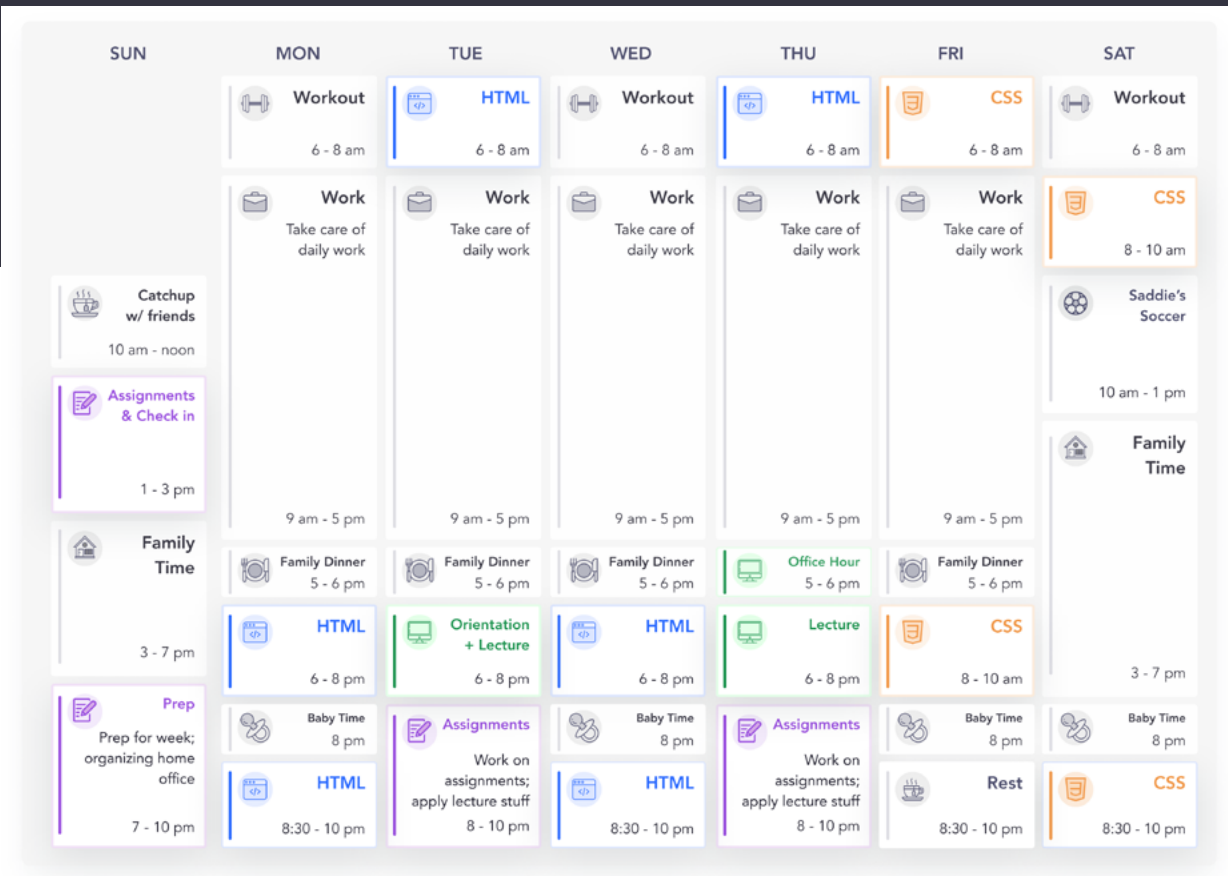 SUN
MON
TUE
WED
THU
FRI
SAT
Catchup
w/ friends
10 am - noon
Assignments
& Check in
1 - 3 pm
Family
Time
3 - 7 pm
Prep
Prep for week;
organizing home
office
7 - 10 pm
Workout
6 - 8 am
Work
Take care of
daily work
9 am - 5 pm
Family Dinner
5 - 6 pm
HTML
6 - 8 pm
Baby Time
8 pm
HTML
8:30 - 10 pm
HTML
6 - 8 am
Work
Take care of
daily work
9 am - 5 pm
Family Dinner
5 - 6 pm
Orientation
+ Lecture
6 - 8 pm
Assignments
Work on
assignments;
apply lecture stuff
8 - 10 pm
Workout
6 - 8 am
Work
Take care of
daily work
9 am - 5 pm
Family Dinner
5 - 6 pm
HTML
6 - 8 pm
Baby Time
8 pm
HTML
8:30 - 10 pm
HTML
6 - 8 am
Work
Take care of
daily work
9 am - 5 pm
Office Hour
5 - 6 pm
Lecture
6 - 8 pm
Assignments
Work on
assignments;
apply lecture stuff
8 - 10 pm
CSS
6 - 8 am
Work
Take care of
daily work
9 am - 5 pm
Family Dinner
5 - 6 pm
CSS
8 - 10 am
Baby Time
8 pm
Rest
8:30 - 10 pm
Workout
6 - 8 am
CSS
8 - 10 am
Saddie's
Soccer
10 am - 1 pm
Family
Time
3 - 7 pm
Baby Time
8 pm
CSS
8:30 - 10 pm